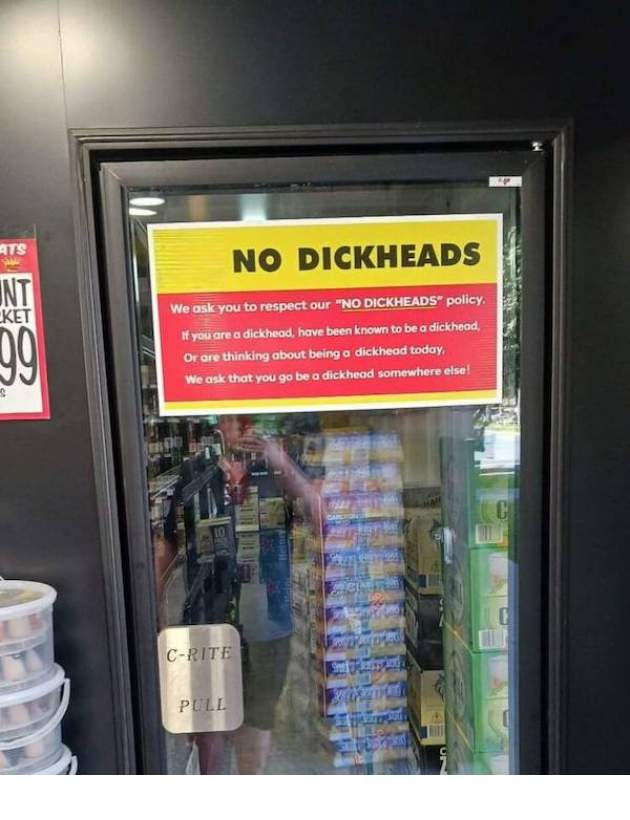 NO DICKHEADS
We ask you to respect our "NO DICKHEADS" policy.
If you are a dickhead, have been known to be a dickhead,
Or are thinking about being a dickhead today,
We ask that you go be a dickhead somewhere else!
ATS
UNT
KET
99
C-RITE
PULL
10
C
C